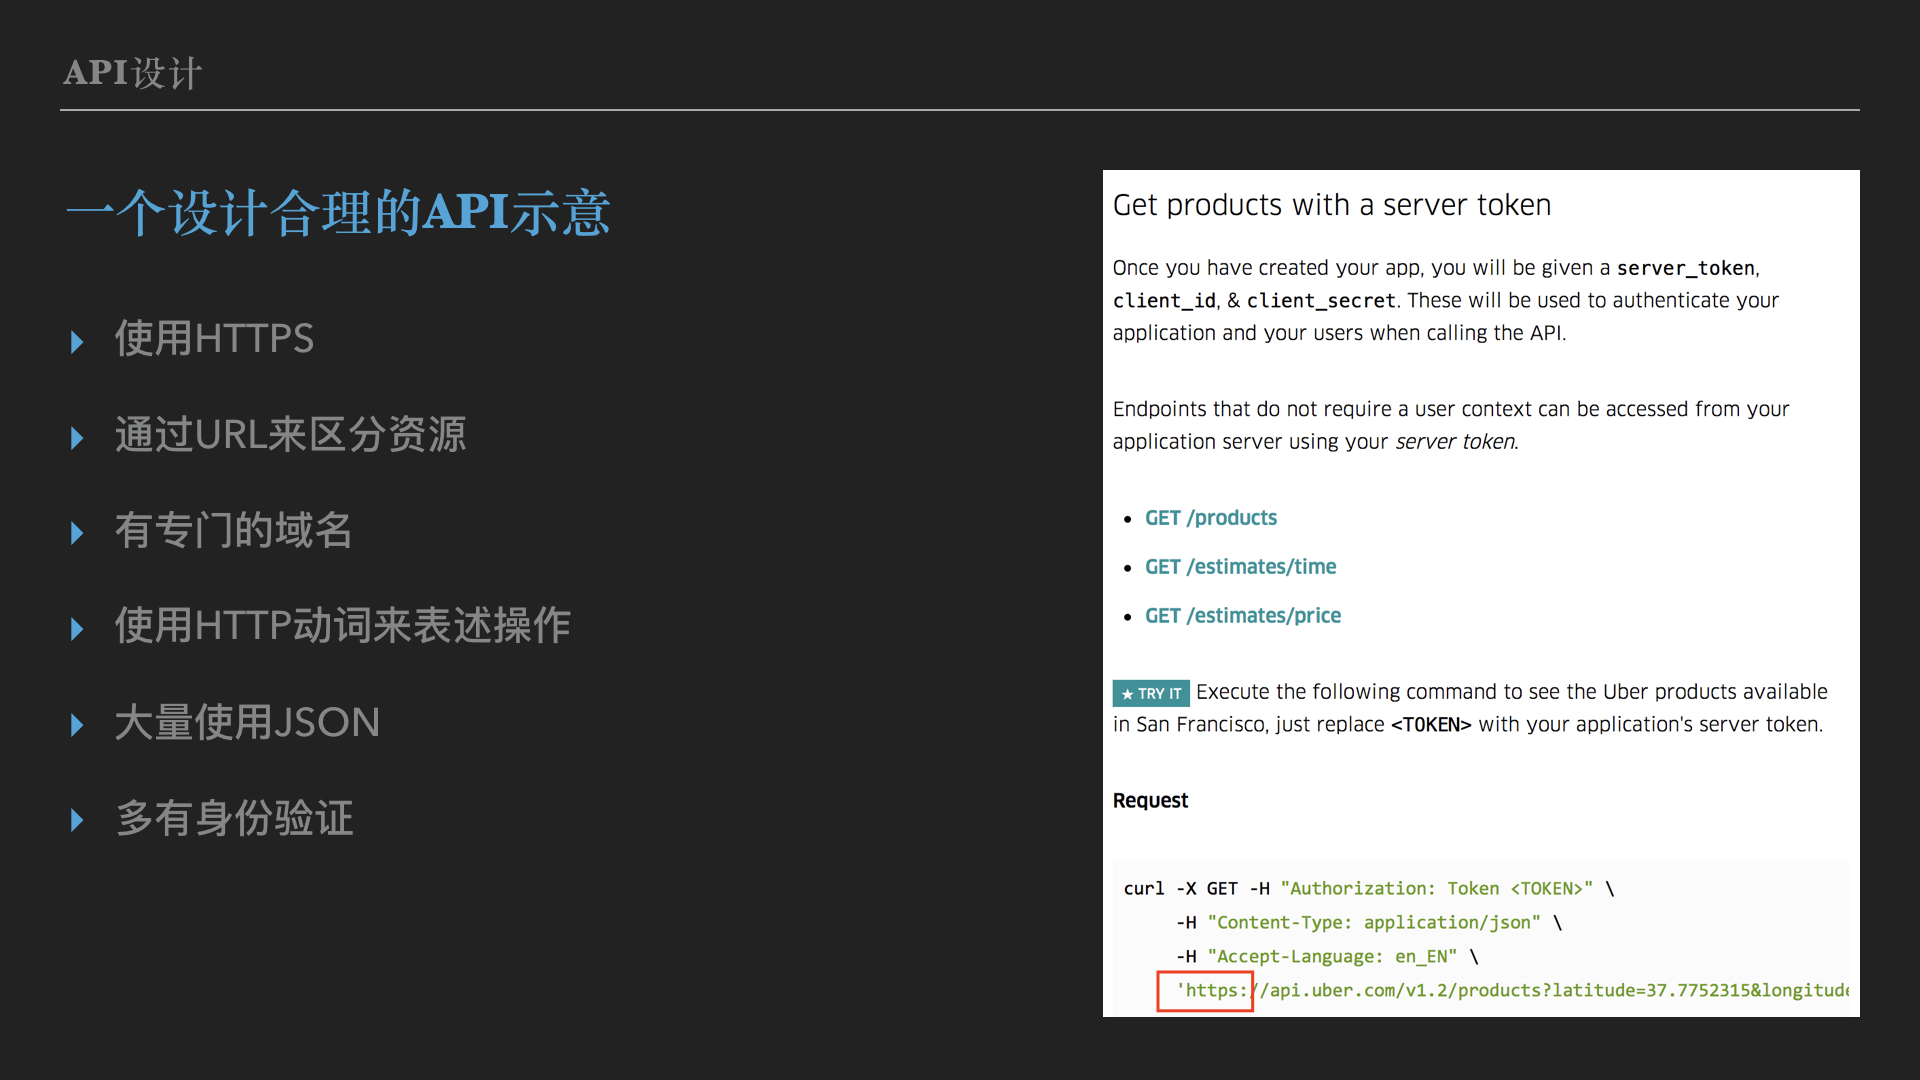 API设计
一个设计合理的API示意
使用HTTPS
通过URL来区分资源
有专门的域名
使用HTTP动词来表述操作
大量使用JSON
多有身份验证
Get products with a server token
Once you have created your app, you will be given a server_token,
client_id, & client_secret. These will be used to authenticate your
application and your users when calling the API.
Endpoints that do not require a user context can be accessed from your
application server using your server token.
• GET /products
• GET /estimates/time
• GET /estimates/price
★ TRY IT Execute the following command to see the Uber products available
in San Francisco, just replace <TOKEN> with your application's server token.
Request
curl -X GET -H "Authorization: Token <TOKEN>" \
-H "Content-Type: application/json" \
-H "Accept-Language: en_EN" \
'https://api.uber.com/v1.2/products?latitude=37.7752315&longitude